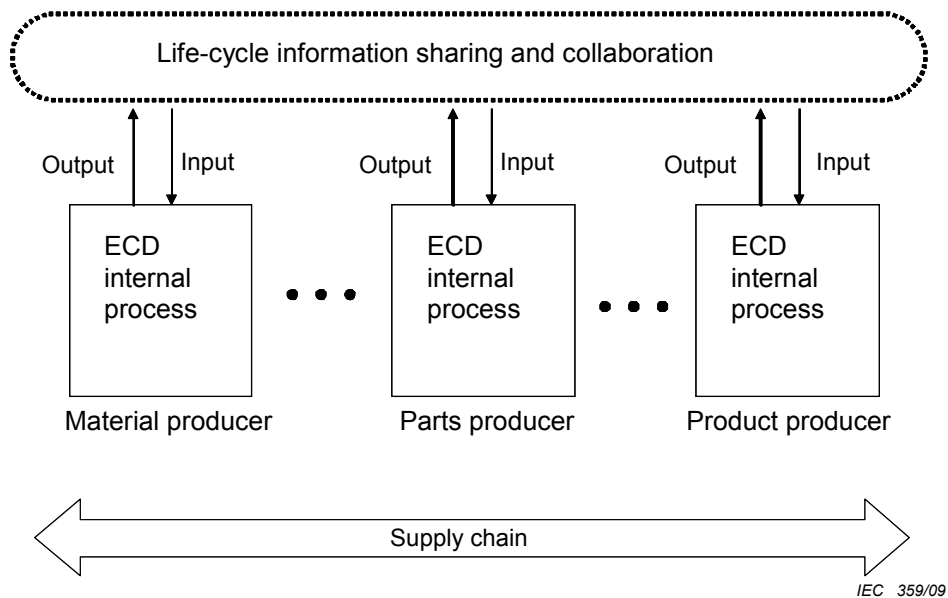 Life-cycle information sharing and collaboration
Output
Input
Output
Input
Output
Input
ECD
internal
process
ECD
internal
process
ECD
internal
process
Material producer
Parts producer
Product producer
Supply chain
IEC 359/09